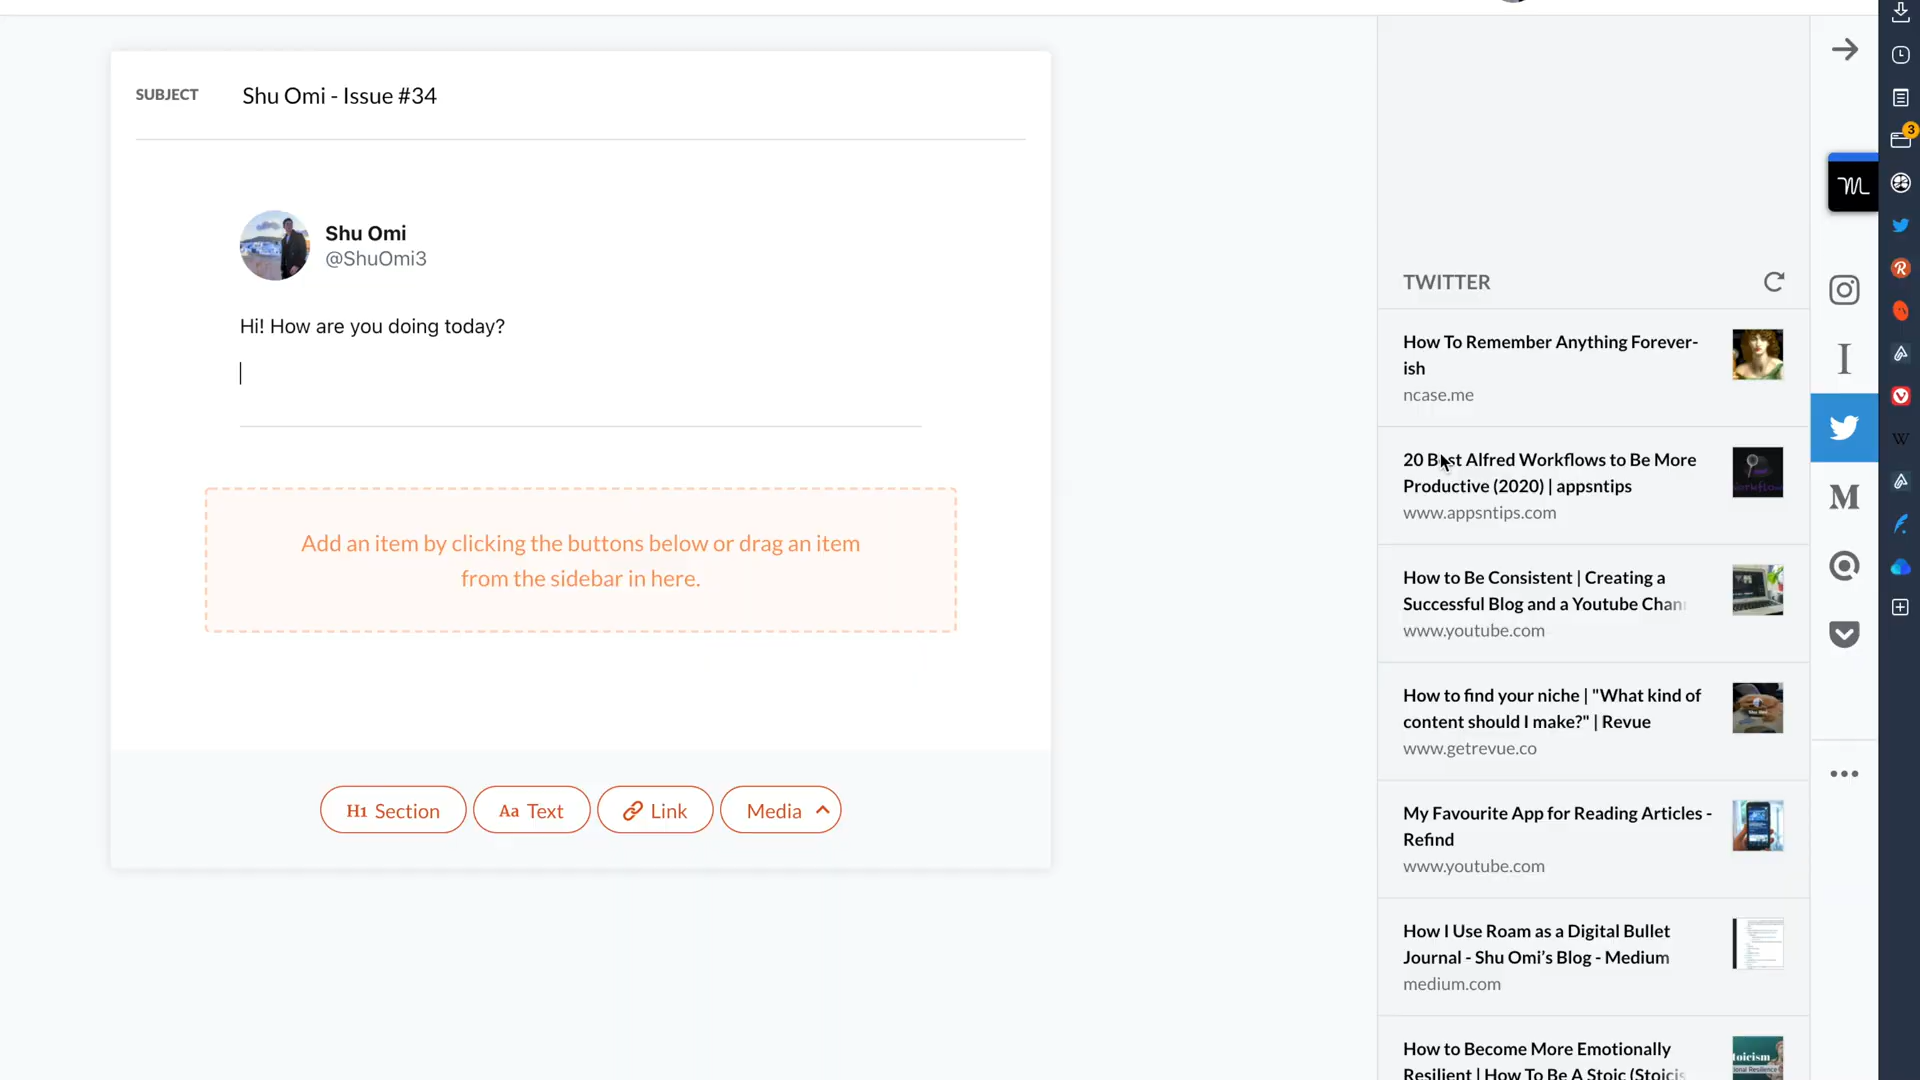 SUBJECT
Shu Omi - Issue #34
Shu Omi
@ShuOmi3
Hi! How are you doing today?
Add an item by clicking the buttons below or drag an item
from the sidebar in here.
H1 Section
Aa Text
Link
Media
TWITTER
How To Remember Anything Forever-
ish
ncase.me
20 Best Alfred Workflows to Be More
Productive (2020) | appsntips
www.appsntips.com
How to Be Consistent | Creating a
Successful Blog and a Youtube Chan
www.youtube.com
How to find your niche | "What kind of
content should I make?" | Revue
www.getrevue.co
My Favourite App for Reading Articles -
Refind
www.youtube.com
How I Use Roam as a Digital Bullet
Journal - Shu Omi’s Blog - Medium
medium.com
How to Become More Emotionally
Resilient | How To Be A Stoic (Stoicis
3